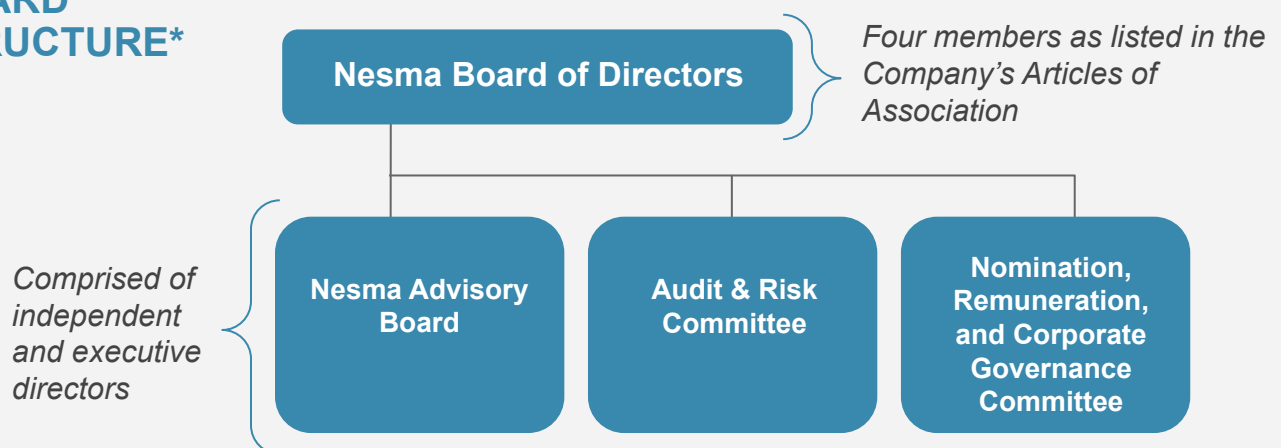 RUCTURE*
Nesma Board of Directors
Four members as listed in the
Company’s Articles of
Association
Comprised of
independent
and executive
directors
Nesma Advisory
Board
Audit & Risk
Committee
Nomination,
Remuneration,
and Corporate
Governance
Committee